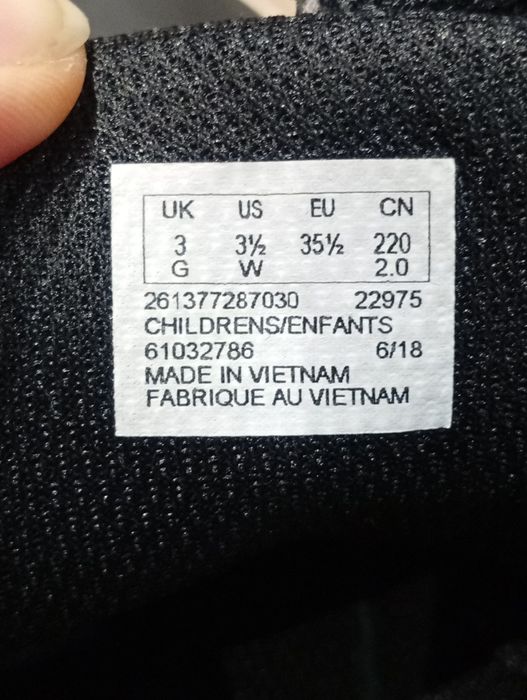 UK US EU CN
3 3½ 35½ 220
G W 2.0
261377287030 22975
CHILDRENS/ENFANTS
61032786 6/18
MADE IN VIETNAM
FABRIQUE AU VIETNAM